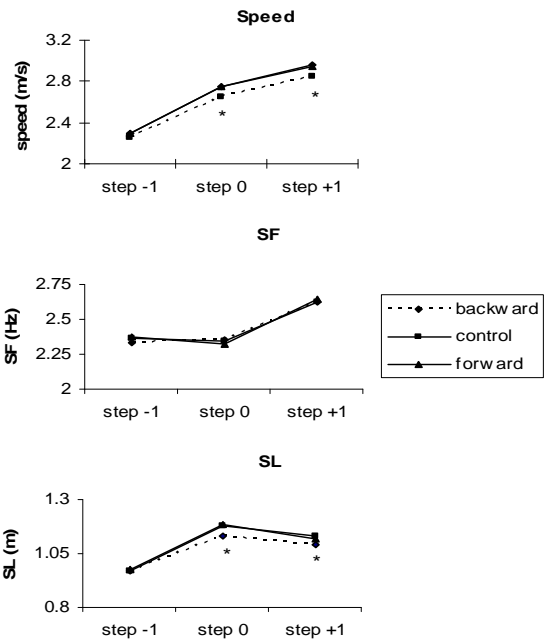 Speed
speed (m/s)
3.2
2.8
2.4
2
*
*
step -1 step 0 step +1
SF
SF (Hz)
2.75
2.5
2.25
2
step -1 step 0 step +1
backward
control
forward
SL
SL (m)
1.3
1.05
0.8
*
*
step -1 step 0 step +1